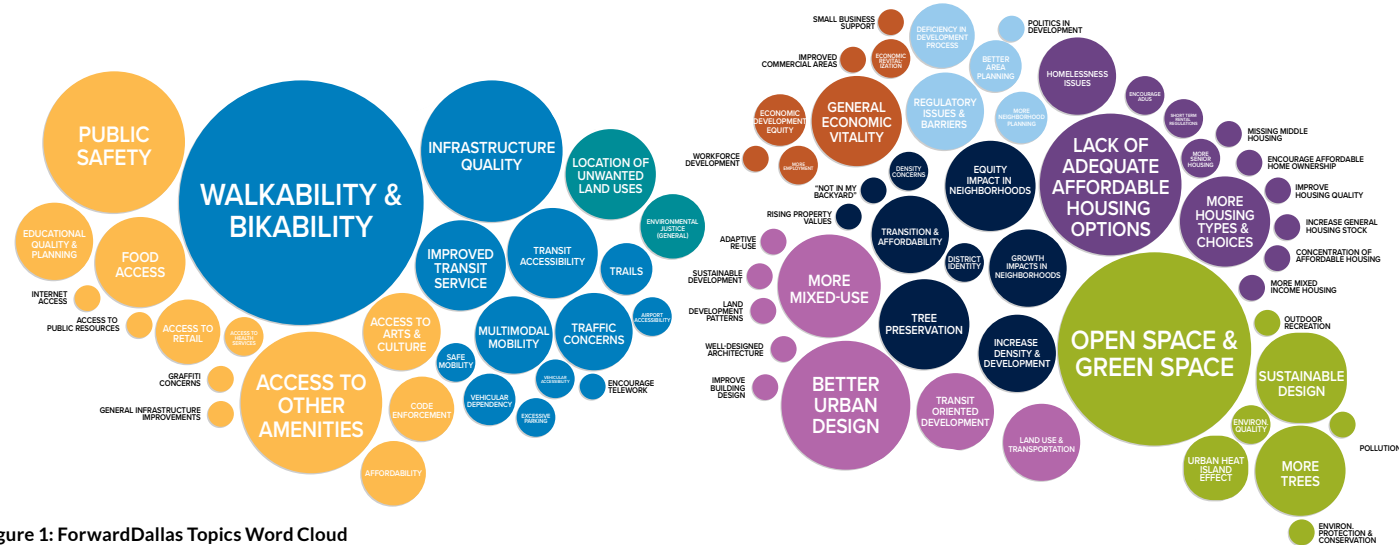 PUBLIC
SAFETY
WALKABILITY &
BIKABILITY
INFRASTRUCTURE
QUALITY
LOCATION OF
UNWANTED
LAND USES
ENVIRONMENTAL
JUSTICE
(GENERAL)
EDUCATIONAL
QUALITY &
PLANNING
FOOD
ACCESS
IMPROVED
TRANSIT
SERVICE
TRANSIT
ACCESSIBILITY
TRAILS
INTERNET
ACCESS
ACCESS TO
PUBLIC RESOURCES
ACCESS TO
RETAIL
ACCESS TO
HEALTH
SERVICES
ACCESS TO
ARTS &
CULTURE
MULTIMODAL
MOBILITY
TRAFFIC
CONCERNS
AIRPORT
ACCESSIBILITY
SAFE
MOBILITY
VEHICULAR
ACCESSIBILITY
ENCOURAGE
TELEWORK
VEHICULAR
DEPENDENCY
EXCESSIVE
PARKING
GRAFFITI
CONCERNS
GENERAL INFRASTRUCTURE
IMPROVEMENTS
ACCESS TO
OTHER
AMENITIES
CODE
ENFORCEMENT
AFFORDABILITY
SMALL BUSINESS
SUPPORT
IMPROVED
COMMERCIAL AREAS
ECONOMIC
REVITAL-
IZATION
DEFICIENCY IN
DEVELOPMENT
PROCESS
POLITICS IN
DEVELOPMENT
BETTER
AREA
PLANNING
HOMELESSNESS
ISSUES
ECONOMIC
DEVELOPMENT
EQUITY
GENERAL
ECONOMIC
VITALITY
REGULATORY
ISSUES &
BARRIERS
MORE
NEIGHBORHOOD
PLANNING
ENCOURAGE
ADUS
SHORT TERM
RENTAL
REGULATIONS
WORKFORCE
DEVELOPMENT
MORE
EMPLOYMENT
DENSITY
CONCERNS
EQUITY
IMPACT IN
NEIGHBORHOODS
LACK OF
ADEQUATE
AFFORDABLE
HOUSING
OPTIONS
MORE
SENIOR
HOUSING
MISSING MIDDLE
HOUSING
ENCOURAGE AFFORDABLE
HOME OWNERSHIP
IMPROVE
HOUSING QUALITY
INCREASE GENERAL
HOUSING STOCK
CONCENTRATION OF
AFFORDABLE HOUSING
MORE MIXED
INCOME HOUSING
MORE
HOUSING
TYPES &
CHOICES
"NOT IN MY
BACKYARD"
RISING PROPERTY
VALUES
TRANSITION &
AFFORDABILITY
DISTRICT
IDENTITY
GROWTH
IMPACTS IN
NEIGHBORHOODS
ADAPTIVE
RE-USE
SUSTAINABLE
DEVELOPMENT
LAND
DEVELOPMENT
PATTERNS
MORE
MIXED-USE
TREE
PRESERVATION
INCREASE
DENSITY &
DEVELOPMENT
WELL-DESIGNED
ARCHITECTURE
IMPROVE
BUILDING
DESIGN
BETTER
URBAN
DESIGN
TRANSIT
ORIENTED
DEVELOPMENT
LAND USE &
TRANSPORTATION
OPEN SPACE &
GREEN SPACE
OUTDOOR
RECREATION
SUSTAINABLE
DESIGN
ENVIRON.
QUALITY
POLLUTION
URBAN HEAT
ISLAND
EFFECT
MORE
TREES
ENVIRON.
PROTECTION &
CONSERVATION
gure 1: ForwardDallas Topics Word Cloud